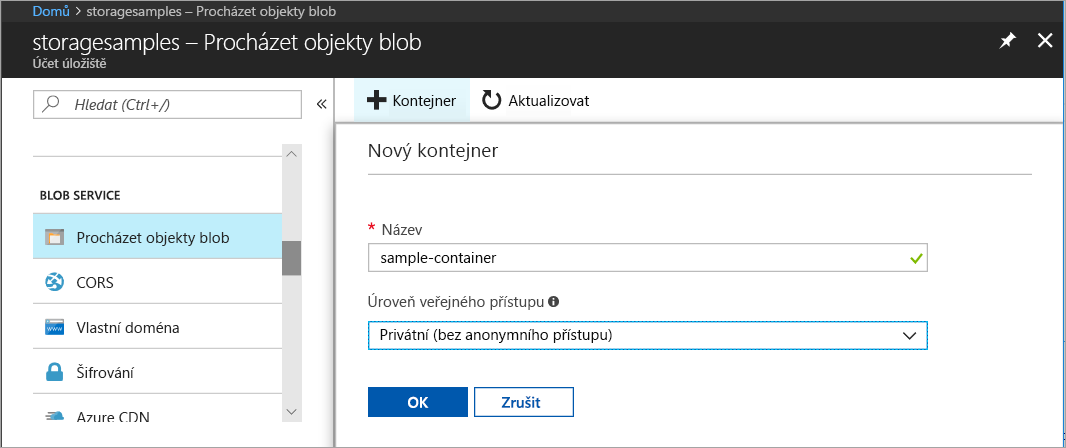 Domů > storagesamples – Procházet objekty blob
storagesamples – Procházet objekty blob
Účet úložiště
Hledat (Ctrl+/)
«
Kontejner
Aktualizovat
BLOB SERVICE
Procházet objekty blob
CORS
Vlastní doména
Šifrování
Azure CDN
Nový kontejner
* Název
sample-container
Úroveň veřejného přístupu
Privátní (bez anonymního přístupu)
OK
Zrušit